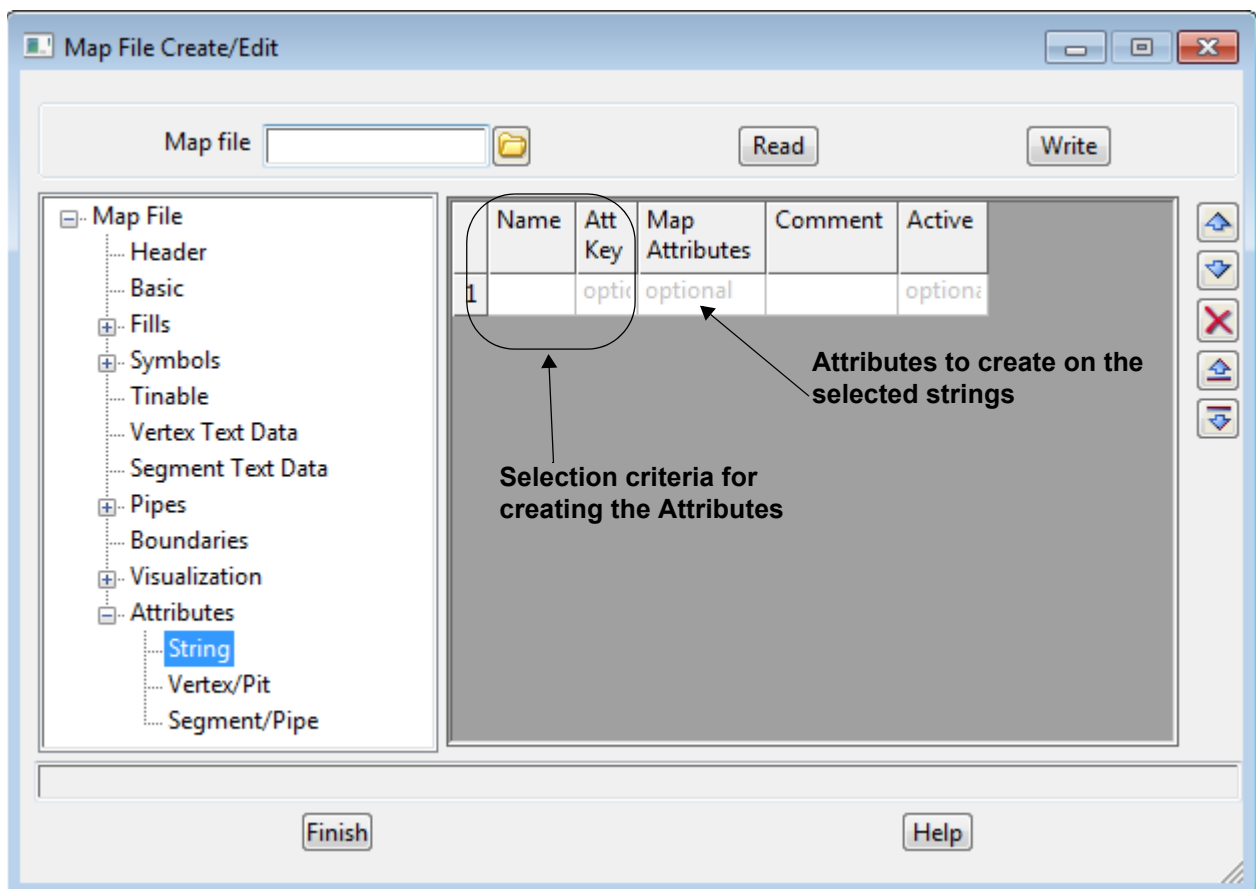 Map File Create/Edit
Map file
Read
Write
Map File
Header
Basic
Fills
Symbols
Tinable
Vertex Text Data
Segment Text Data
Pipes
Boundaries
Visualization
Attributes
String
Vertex/Pit
Segment/Pipe
Name
Att
Key
Map
Attributes
Comment
Active
1
optic
optional
optiona
Attributes to create on the
selected strings
Selection criteria for
creating the Attributes
Finish
Help